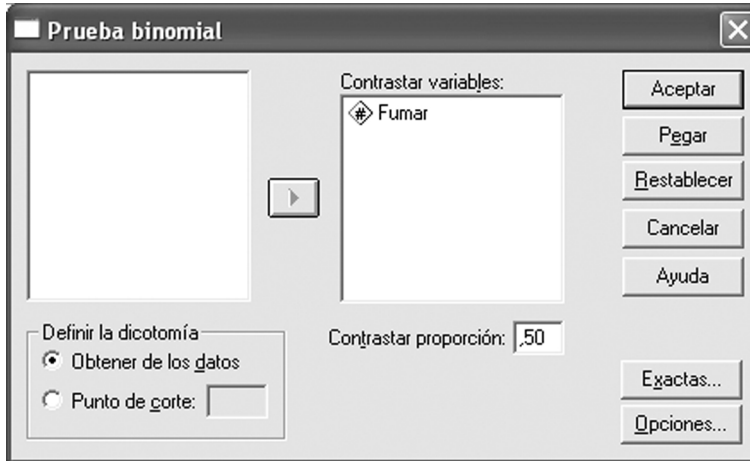 Prueba binomial
Contrastar variables:
# Fumar
Aceptar
Pegar
Restablecer
Cancelar
Ayuda
Definir la dicotomía
Obtener de los datos
Punto de corte:
Contrastar proporción: ,50
Exactas...
Opciones...